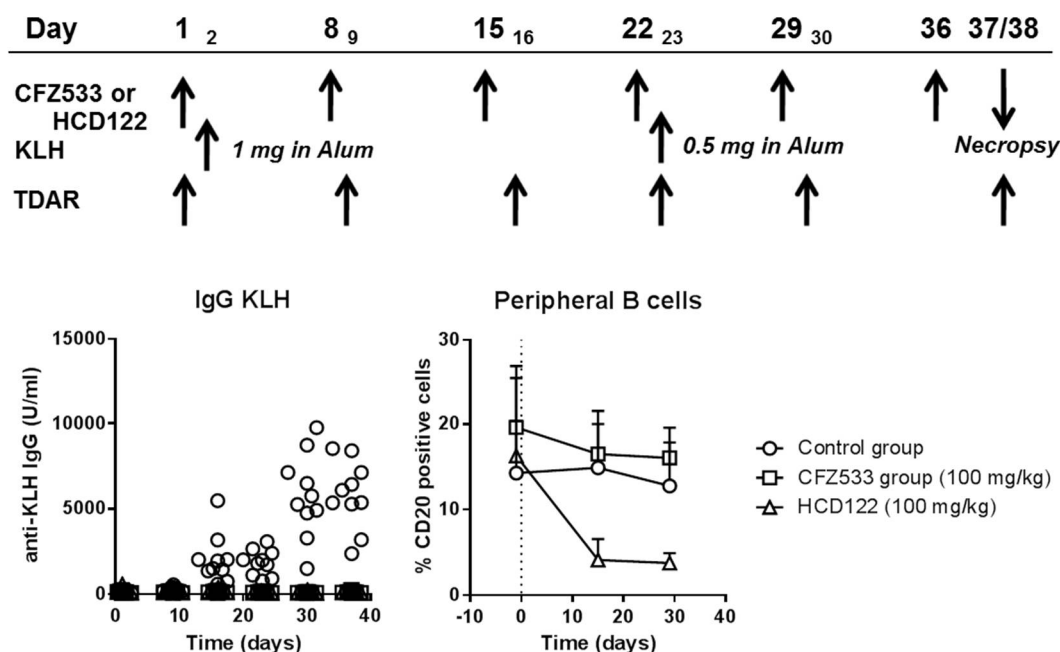 Day 1 2 8 9 15 16 22 23 29 30 36 37/38
CFZ533 or
HCD122
KLH 1 mg in Alum 0.5 mg in Alum Necropsy
TDAR
IgG KLH
15000
10000
5000
0
anti-KLH IgG (U/ml)
0 10 20 30 40
Time (days)
Peripheral B cells
30
20
10
0
% CD20 positive cells
-10 0 10 20 30 40
Time (days)
Control group
CFZ533 group (100 mg/kg)
HCD122 (100 mg/kg)